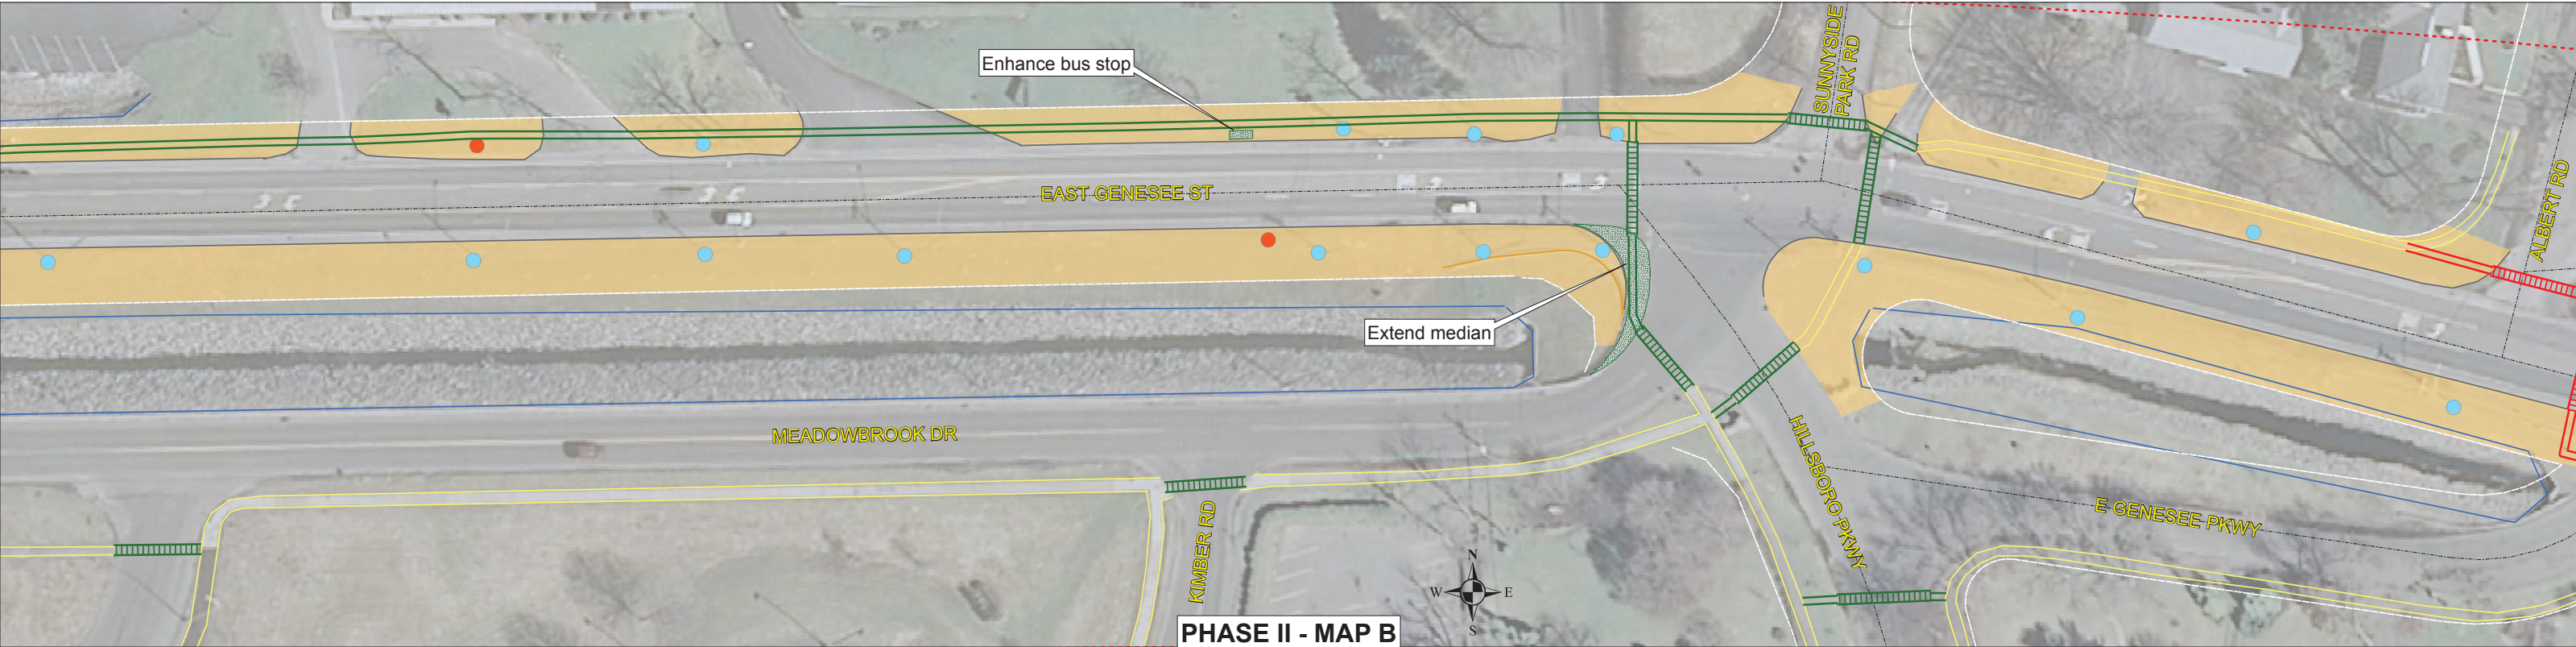 SUNNYSIDE
PARK RD
Enhance bus stop
EAST GENESEE ST
ALBERT RD
Extend median
MEADOWBROOK DR
HILLSBORO PKWY
E GENESEE PKWY
KIMBER RD
N
W
E
S
PHASE II - MAP B